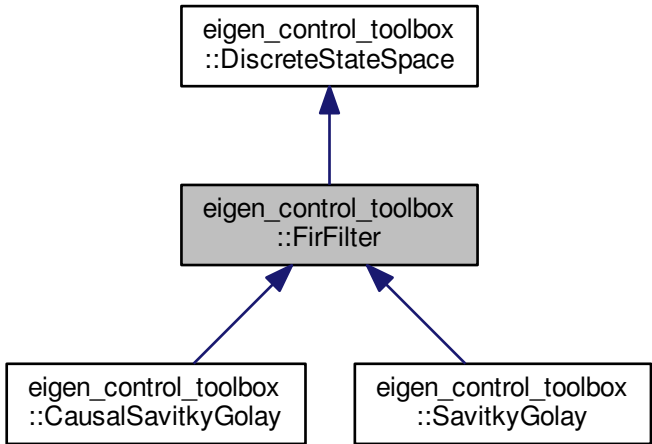 eigen_control_toolbox
::DiscreteStateSpace
eigen_control_toolbox
::FirFilter
eigen_control_toolbox
::CausalSavitkyGolay
eigen_control_toolbox
::SavitkyGolay